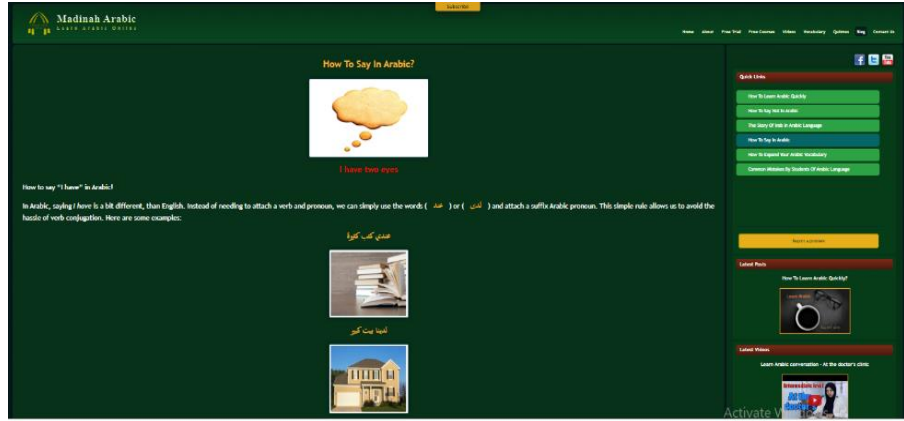 Subscribe
Madinah Arabic
Learn Arabic Online
Home About Free Trial Free Courses Videos Vocabulary Quizzes Blog Contact Us
How To Say In Arabic?
I have two eyes
How to say "I have" in Arabic!
In Arabic, saying I have is a bit different, than English. Instead of needing to attach a verb and pronoun, we can simply use the words ( عند ) or ( لدى ) and attach a suffix Arabic pronoun. This simple rule allows us to avoid the
hassle of verb conjugation. Here are some examples:
عندي كتب كثيرة
لدينا بيت كبير
Quick Links
How To Learn Arabic Quickly
How To Say Not In Arabic
The Story Of Irab In Arabic Language
How To Say In Arabic
How To Expand Your Arabic Vocabulary
Common Mistakes By Students Of Arabic Language
Report a problem
Latest Posts
How To Learn Arabic Quickly?
Learn Arabic
Latest Videos
Learn Arabic conversation - At the doctor's clinic
At the
Activate